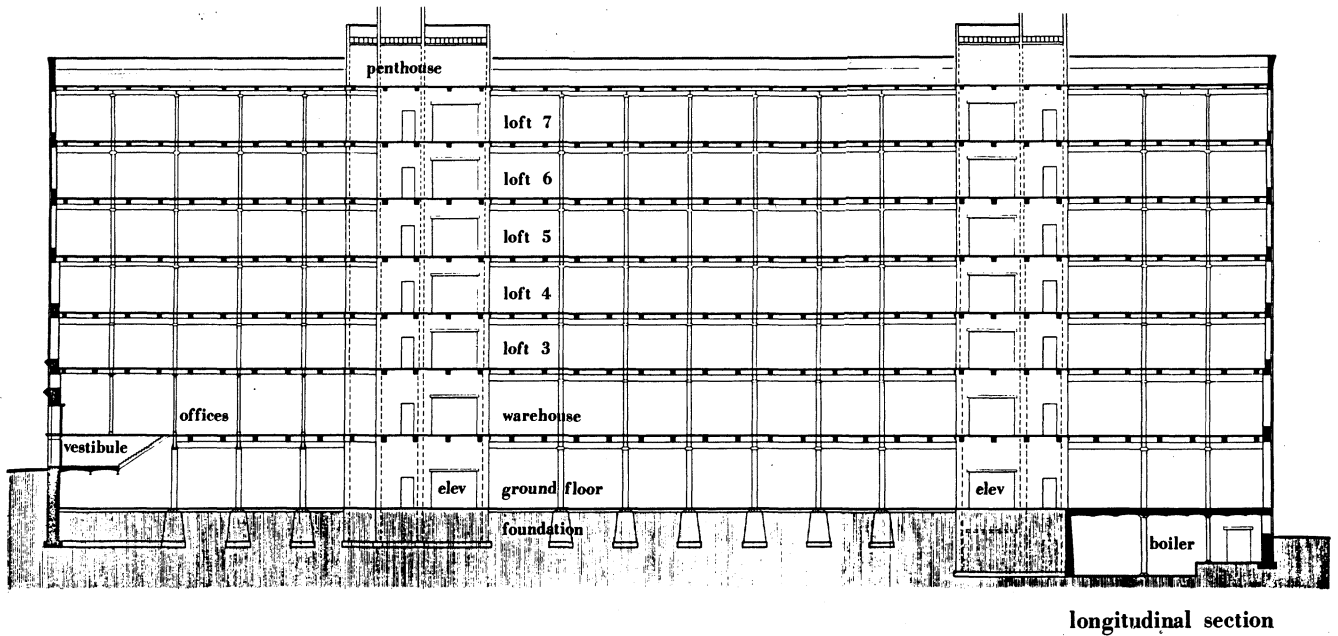 penthouse
loft 7
loft 6
loft 5
loft 4
loft 3
offices
warehouse
vestibule
elev
ground floor
elev
foundation
boiler
longitudinal section